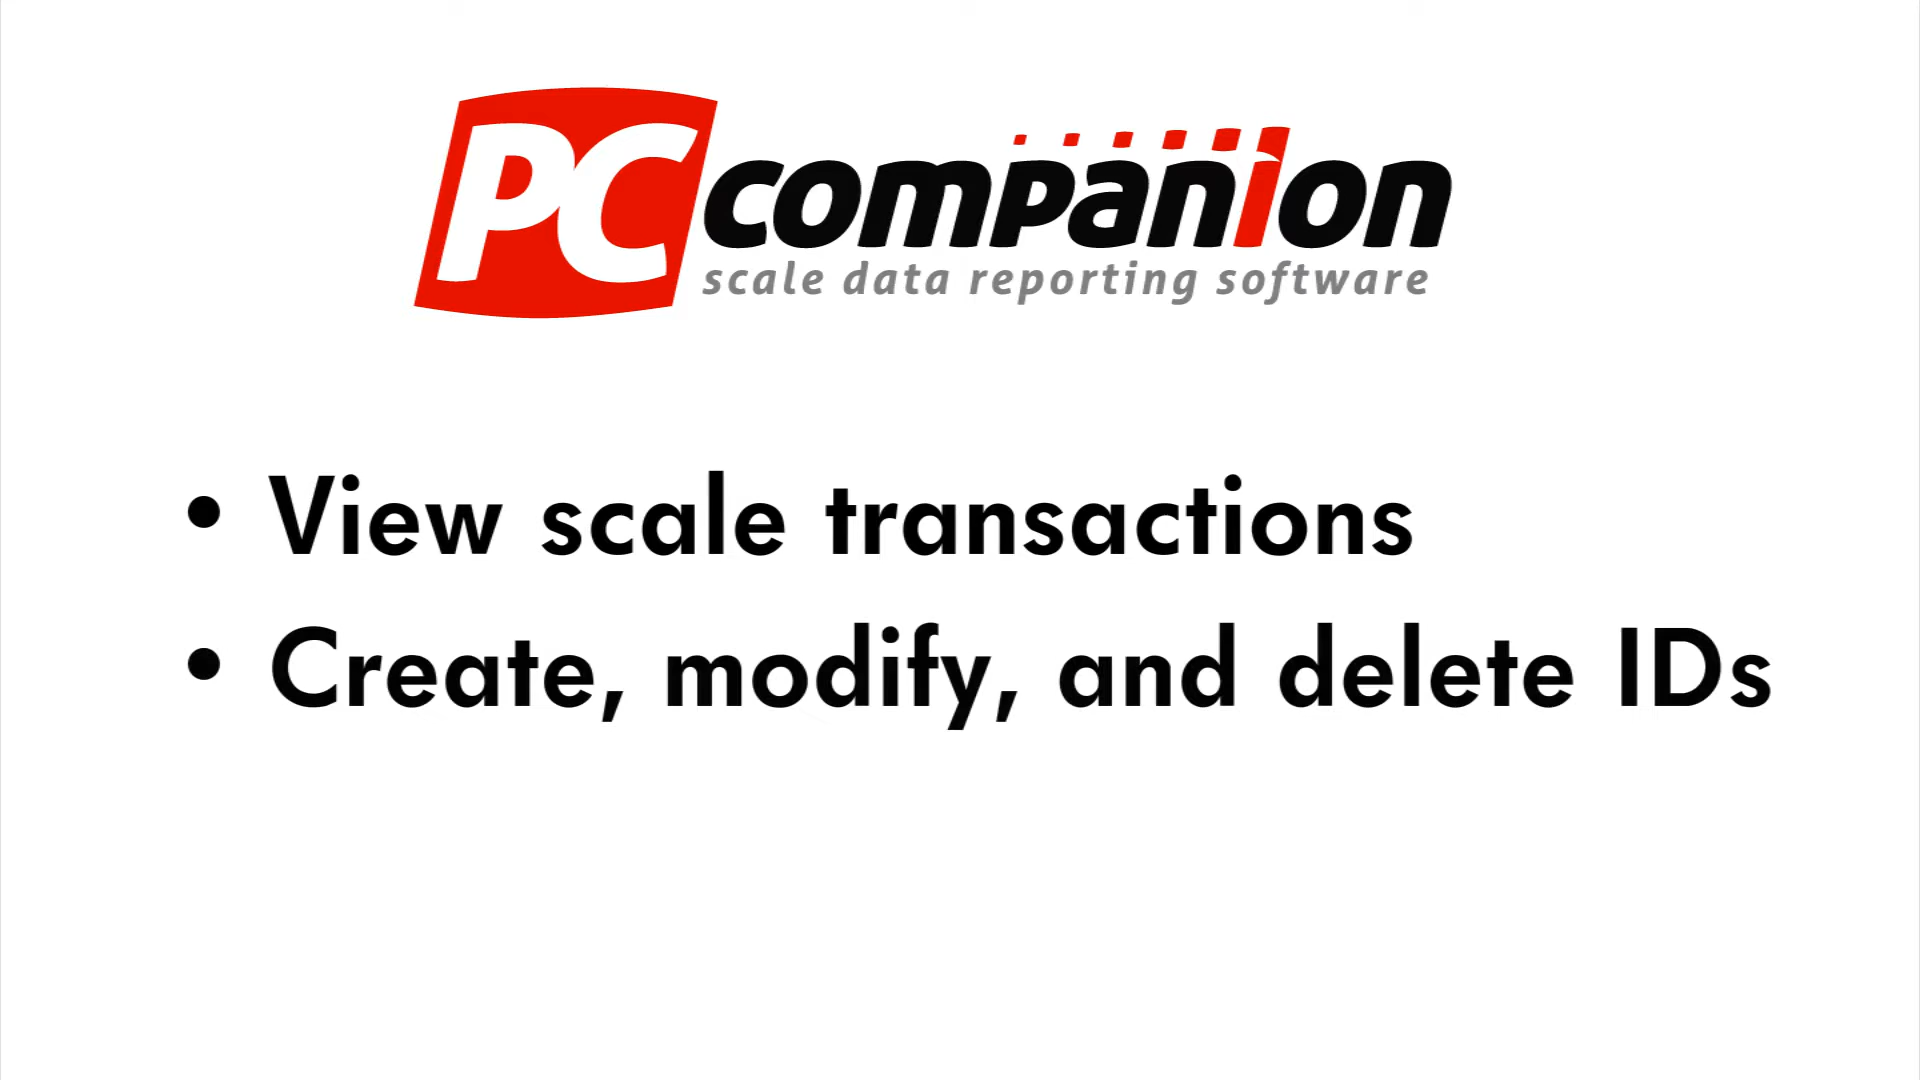 PC companion
scale data reporting software
• View scale transactions
• Create, modify, and delete IDs